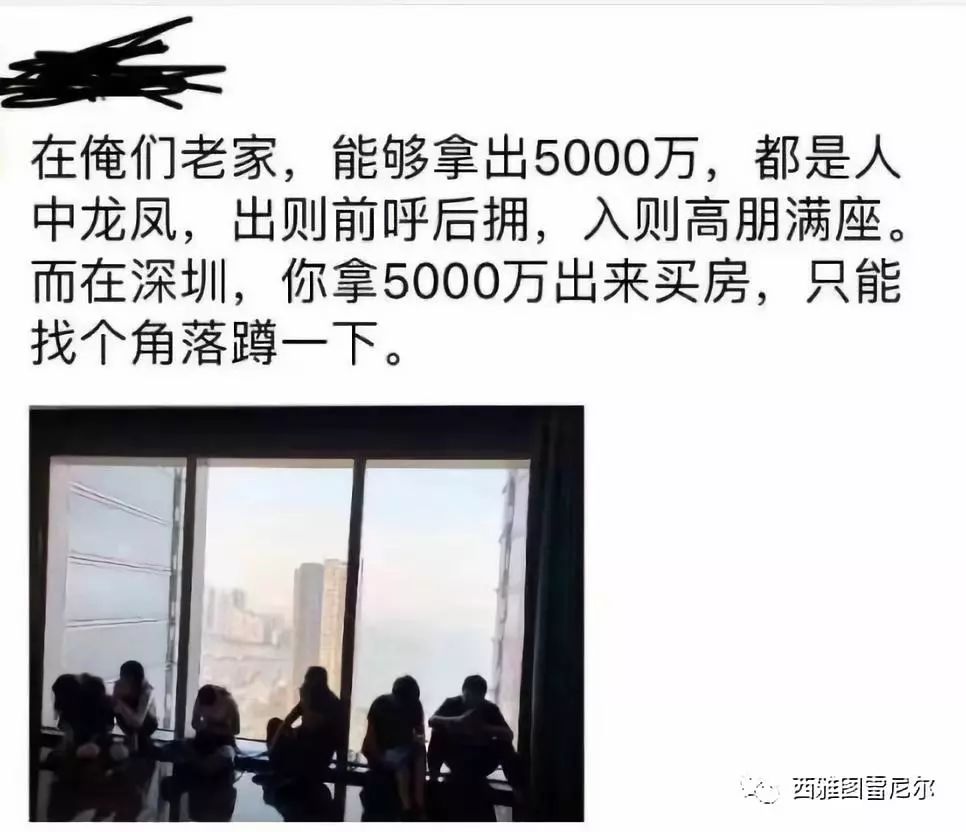 在俺们老家，能够拿出5000万，都是人
中龙凤，出则前呼后拥，入则高朋满座。
而在深圳，你拿5000万出来买房，只能
找个角落蹲一下。
西雅图雷尼尔